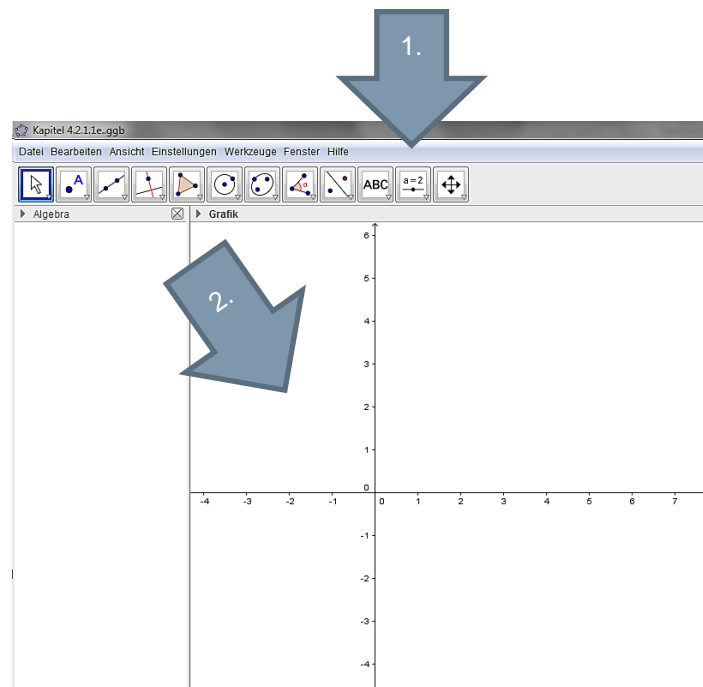 1.
Kapitel 4.2.1.1e..ggb
Datei Bearbeiten Ansicht Einstellungen Werkzeuge Fenster Hilfe
A α ABC a=2
Algebra Grafik
6
5
2.
4
3
2
1
0
-4 -3 -2 -1 0 1 2 3 4 5 6 7
-1
-2
-3
-4